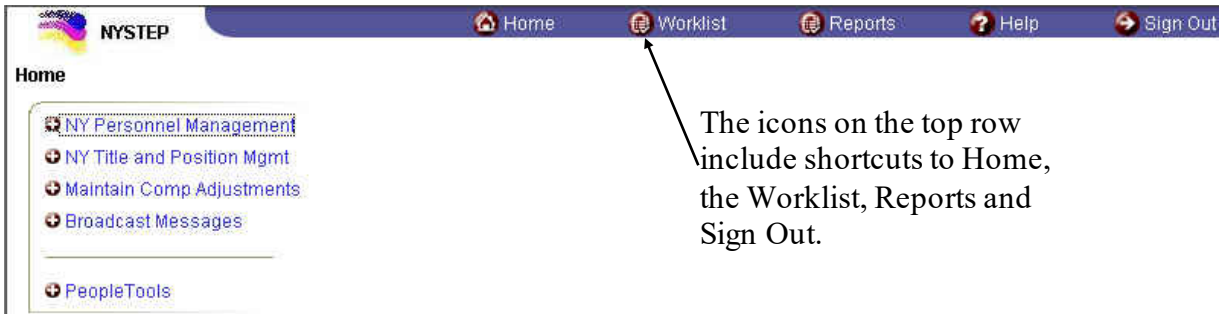 NYSTEP
Home
Worklist
Reports
Help
Sign Out
Home
NY Personnel Management
NY Title and Position Mgmt
Maintain Comp Adjustments
Broadcast Messages
PeopleTools
The icons on the top row
include shortcuts to Home,
the Worklist, Reports and
Sign Out.